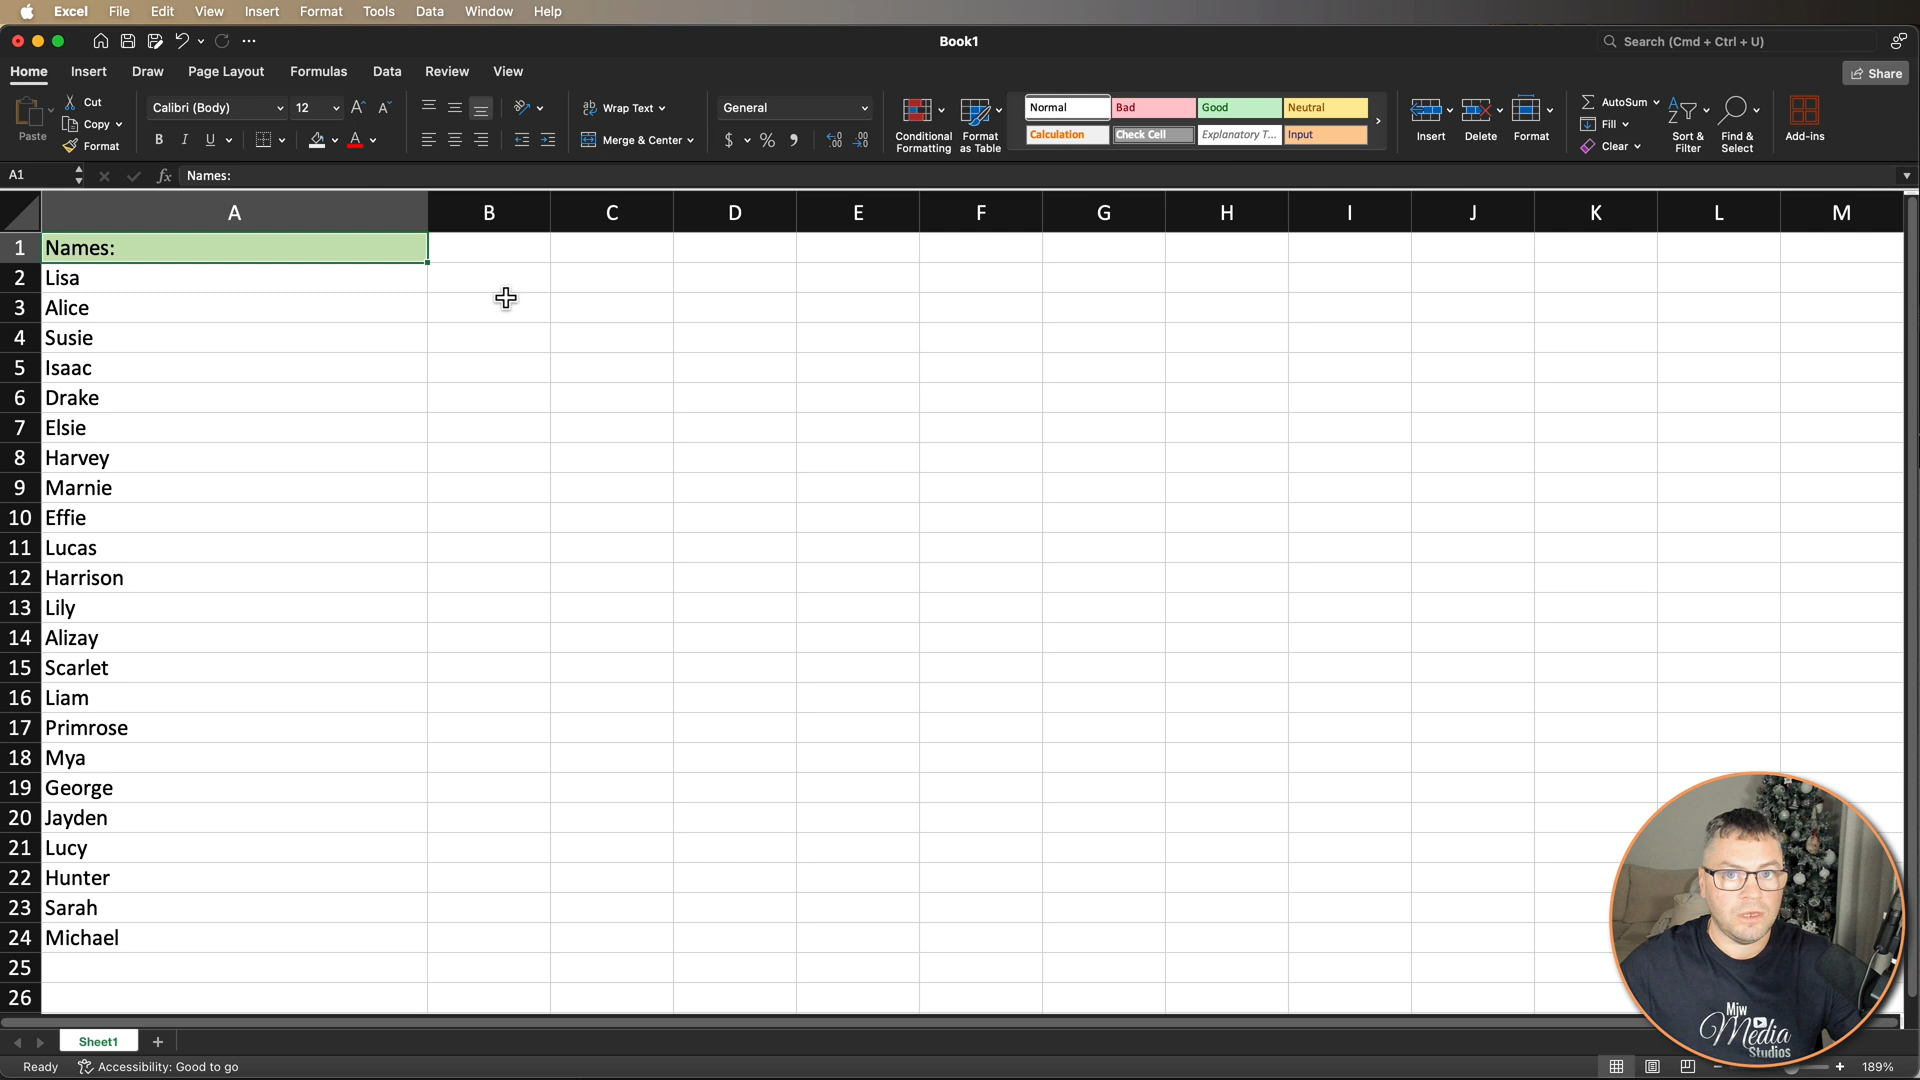 Excel File Edit View Insert Format Tools Data Window Help
Book1
Search (Cmd + Ctrl + U)
Home Insert Draw Page Layout Formulas Data Review View
Share
Paste
Cut
Copy
Format
Calibri (Body) 12
B I U
Wrap Text
Merge & Center
General
$ % ,
Conditional Formatting
Format as Table
Normal Bad Good Neutral
Calculation Check Cell Explanatory T... Input
Insert Delete Format
AutoSum
Fill
Clear
Sort & Filter
Find & Select
Add-ins
A1 fx Names:
A B C D E F G H I J K L M
1 Names:
2 Lisa
3 Alice
4 Susie
5 Isaac
6 Drake
7 Elsie
8 Harvey
9 Marnie
10 Effie
11 Lucas
12 Harrison
13 Lily
14 Alizay
15 Scarlet
16 Liam
17 Primrose
18 Mya
19 George
20 Jayden
21 Lucy
22 Hunter
23 Sarah
24 Michael
25
26
Mjw
Media
Studios
Sheet1 +
Ready Accessibility: Good to go
189%